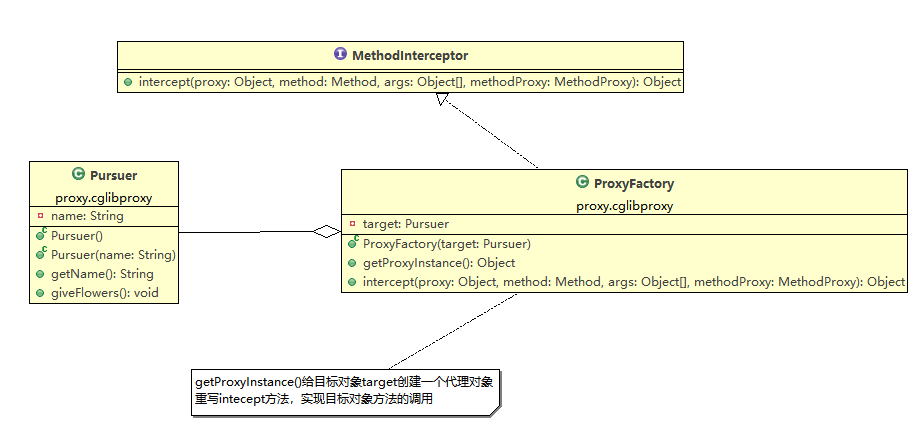 MethodInterceptor
intercept(proxy: Object, method: Method, args: Object[], methodProxy: MethodProxy): Object
Pursuer
proxy.cglibproxy
name: String
Pursuer()
Pursuer(name: String)
getName(): String
giveFlowers(): void
ProxyFactory
proxy.cglibproxy
target: Pursuer
ProxyFactory(target: Pursuer)
getProxyInstance(): Object
intercept(proxy: Object, method: Method, args: Object[], methodProxy: MethodProxy): Object
getProxyInstance()给目标对象target创建一个代理对象
重写intecept方法，实现目标对象方法的调用